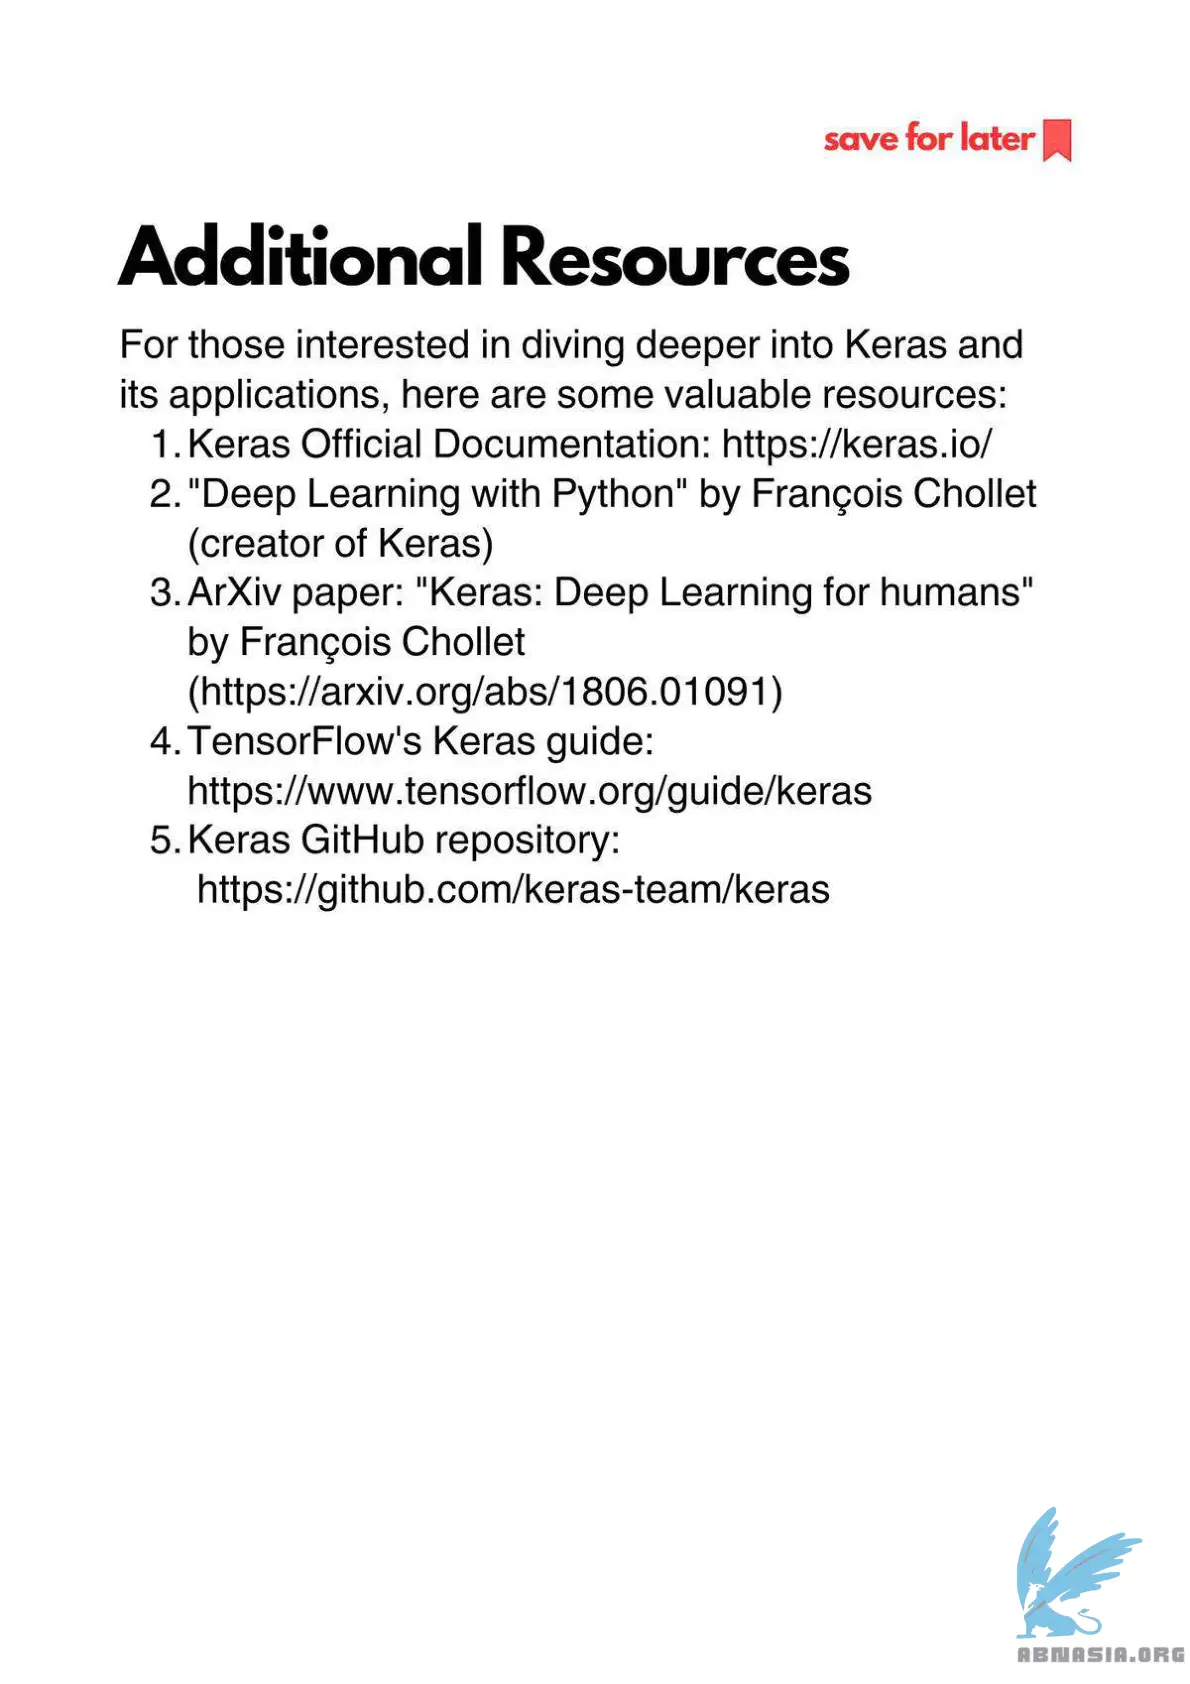 save for later
Additional Resources
For those interested in diving deeper into Keras and
its applications, here are some valuable resources:
1. Keras Official Documentation: https://keras.io/
2. "Deep Learning with Python" by François Chollet
(creator of Keras)
3. ArXiv paper: "Keras: Deep Learning for humans"
by François Chollet
(https://arxiv.org/abs/1806.01091)
4. TensorFlow's Keras guide:
https://www.tensorflow.org/guide/keras
5. Keras GitHub repository:
https://github.com/keras-team/keras
ABNASIA.ORG